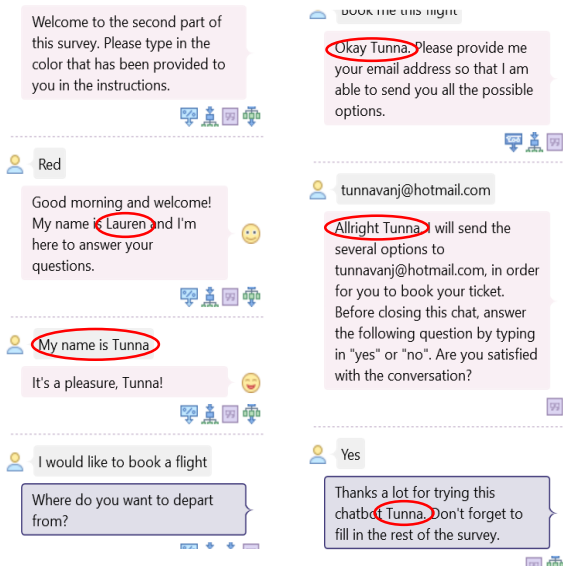 Welcome to the second part
of this survey. Please type in the
color that has been provided to
you in the instructions.
Red
Good morning and welcome!
My name is Lauren and I'm
here to answer your
questions.
My name is Tunna
It's a pleasure, Tunna!
I would like to book a flight
Where do you want to depart
from?
Book me this flight
Okay Tunna. Please provide me
your email address so that I am
able to send you all the possible
options.
tunnavanj@hotmail.com
Allright Tunna, I will send the
several options to
tunnavanj@hotmail.com, in order
for you to book your ticket.
Before closing this chat, answer
the following question by typing
in "yes" or "no". Are you satisfied
with the conversation?
Yes
Thanks a lot for trying this
chatbot Tunna. Don't forget to
fill in the rest of the survey.